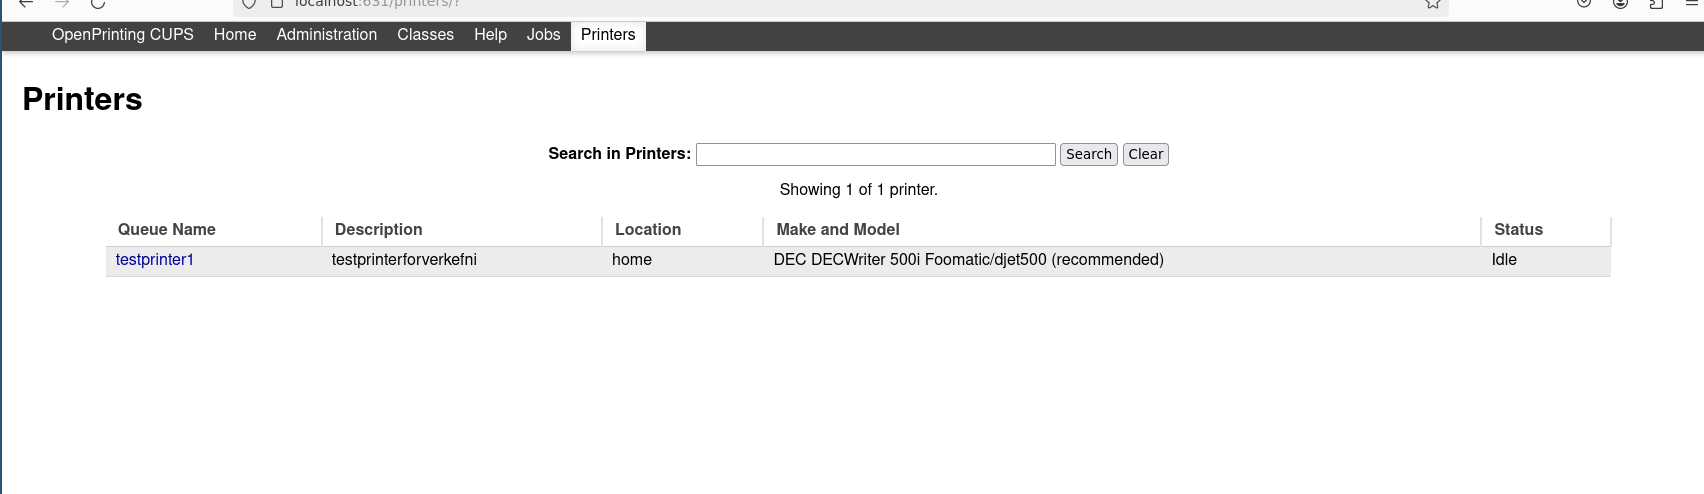 localhost:631/printers/?
OpenPrinting CUPS Home Administration Classes Help Jobs Printers
Printers
Search in Printers: Search Clear
Showing 1 of 1 printer.
Queue Name Description Location Make and Model Status
testprinter1 testprinterforverkefni home DEC DECWriter 500i Foomatic/djet500 (recommended) Idle